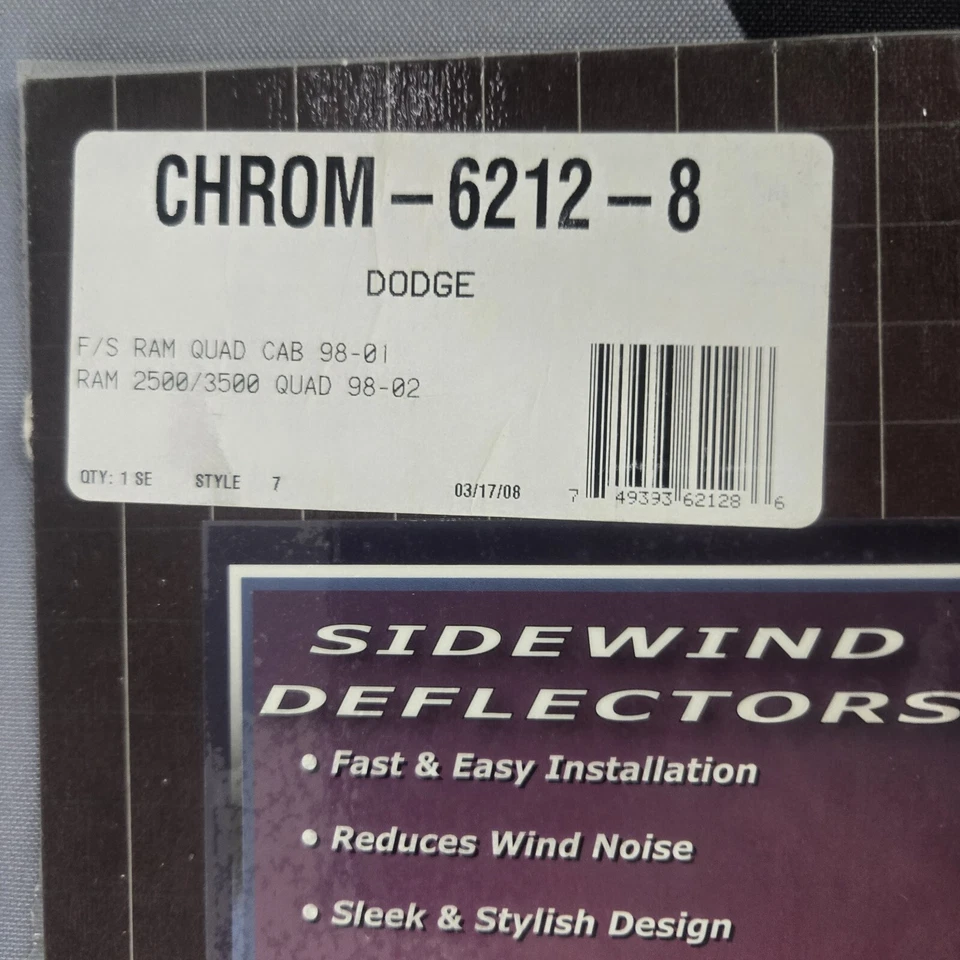 CHROM-6212-8
DODGE
F/S RAM QUAD CAB 98-01
RAM 2500/3500 QUAD 98-02
QTY: 1 SE STYLE 7 03/17/08
7 49393 62128 6
SIDEWIND
DEFLECTORS
• Fast & Easy Installation
• Reduces Wind Noise
• Sleek & Stylish Design